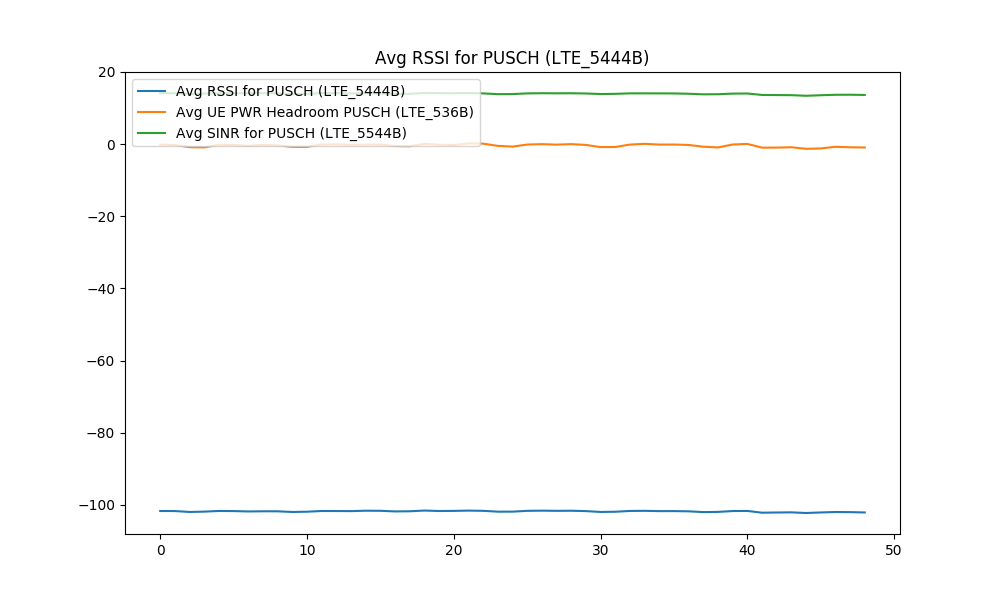 Avg RSSI for PUSCH (LTE_5444B)
20
0
−20
−40
−60
−80
−100
Avg RSSI for PUSCH (LTE_5444B)
Avg UE PWR Headroom PUSCH (LTE_536B)
Avg SINR for PUSCH (LTE_5544B)
0 10 20 30 40 50